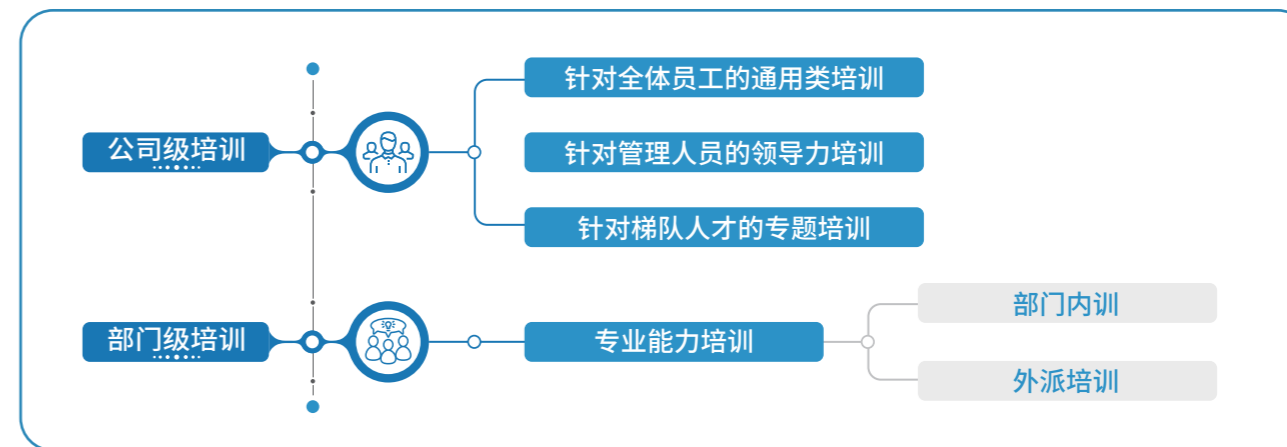 公司级培训
针对全体员工的通用类培训
针对管理人员的领导力培训
针对梯队人才的专题培训
部门级培训
专业能力培训
部门内训
外派培训